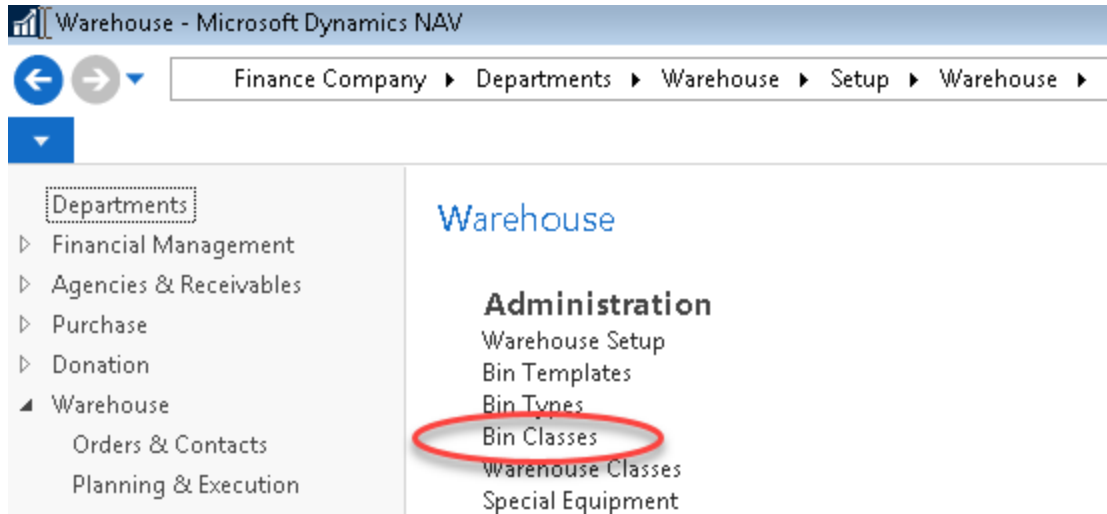 Warehouse - Microsoft Dynamics NAV
Finance Company ▸ Departments ▸ Warehouse ▸ Setup ▸ Warehouse ▸
Departments
Financial Management
Agencies & Receivables
Purchase
Donation
Warehouse
Orders & Contacts
Planning & Execution
Warehouse
Administration
Warehouse Setup
Bin Templates
Bin Types
Bin Classes
Warehouse Classes
Special Equipment